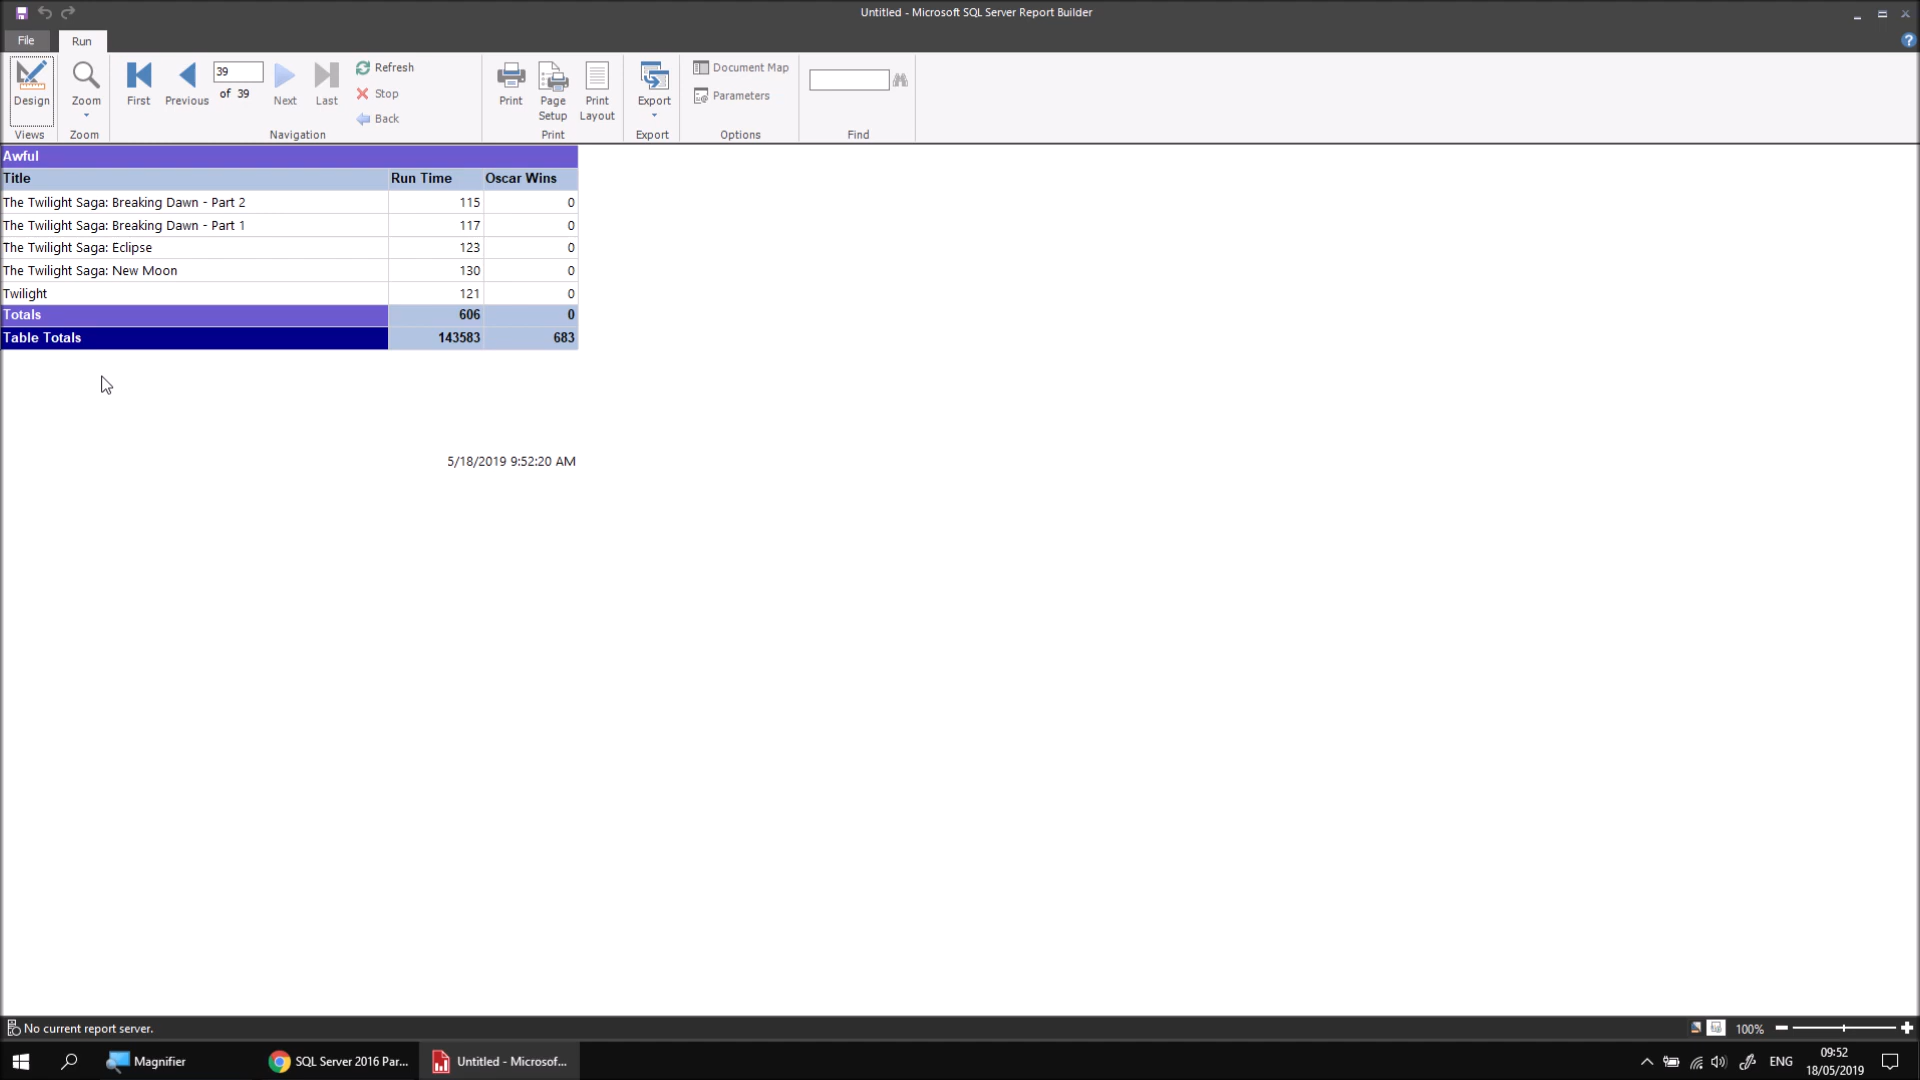 Untitled - Microsoft SQL Server Report Builder
File Run
Design
Views
Zoom
Zoom
First
Previous
39
of 39
Next
Last
Refresh
Stop
Back
Navigation
Print
Page Setup
Print Layout
Print
Export
Export
Document Map
Parameters
Options
Find
Awful
Title Run Time Oscar Wins
The Twilight Saga: Breaking Dawn - Part 2 115 0
The Twilight Saga: Breaking Dawn - Part 1 117 0
The Twilight Saga: Eclipse 123 0
The Twilight Saga: New Moon 130 0
Twilight 121 0
Totals 606 0
Table Totals 143583 683
5/18/2019 9:52:20 AM
No current report server.
100%
Magnifier
SQL Server 2016 Par...
Untitled - Microsof...
ENG
09:52
18/05/2019